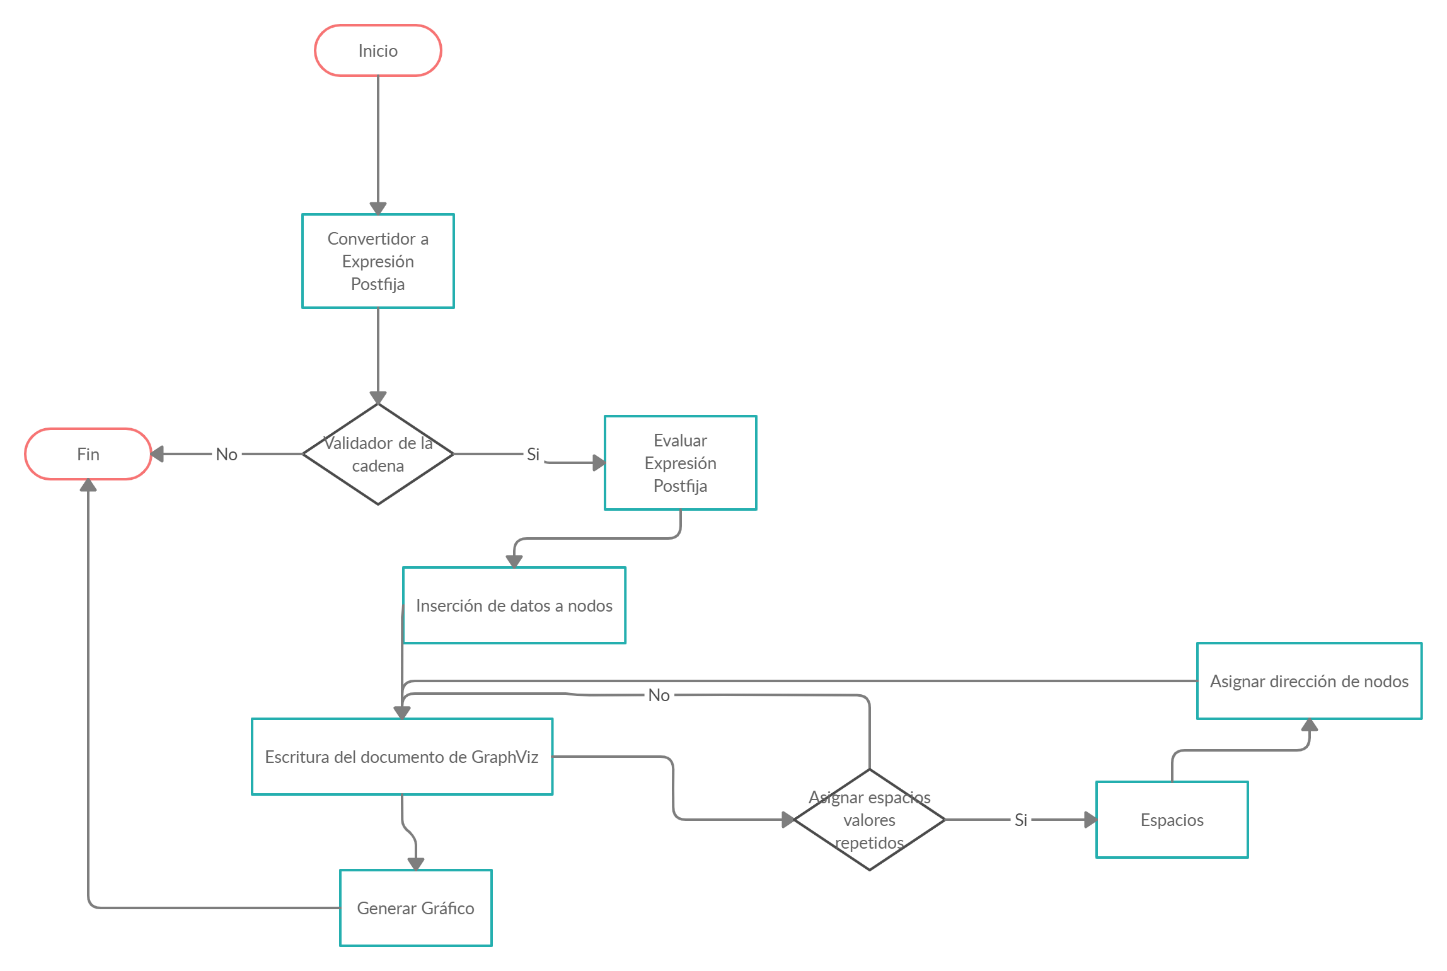 Inicio
Convertidor a
Expresión
Postfija
Fin
No
Validador de la
cadena
Si
Evaluar
Expresión
Postfija
Inserción de datos a nodos
Asignar dirección de nodos
No
Escritura del documento de GraphViz
Asignar espacios
valores
repetidos
Si
Espacios
Generar Gráfico